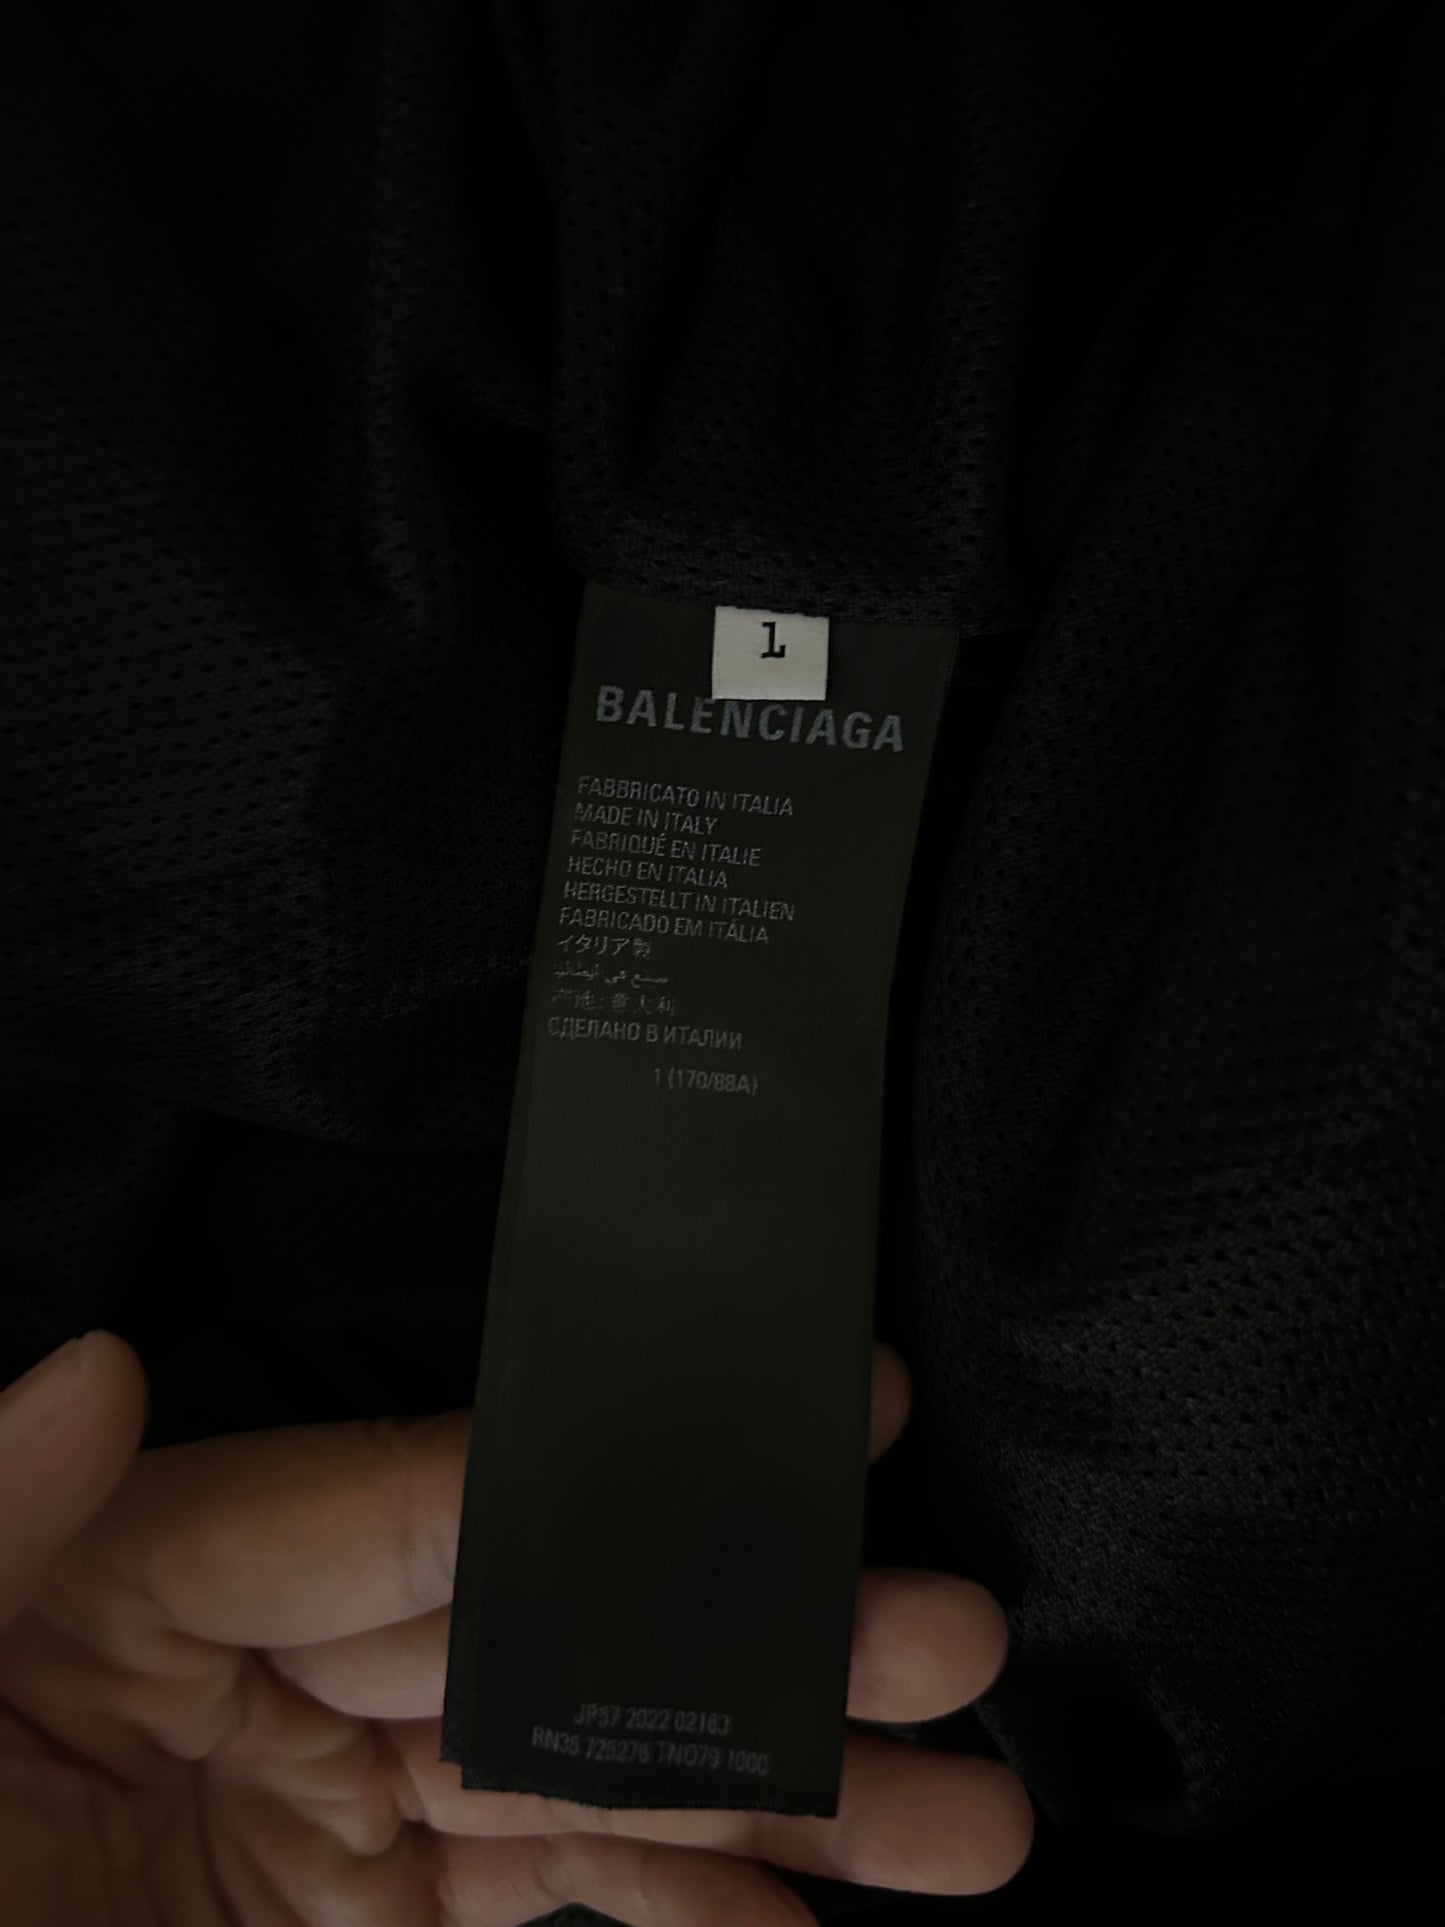 1
BALENCIAGA
FABBRICATO IN ITALIA
MADE IN ITALY
FABRIQUÉ EN ITALIE
HECHO EN ITALIA
HERGESTELLT IN ITALIEN
FABRICADO EM ITÁLIA
イタリア製
صنع في ايطاليا
产地: 意大利
СДЕЛАНО В ИТАЛИИ
1 (170/88A)
JP57 2022 02163
RN36 725276 TNO79 1000